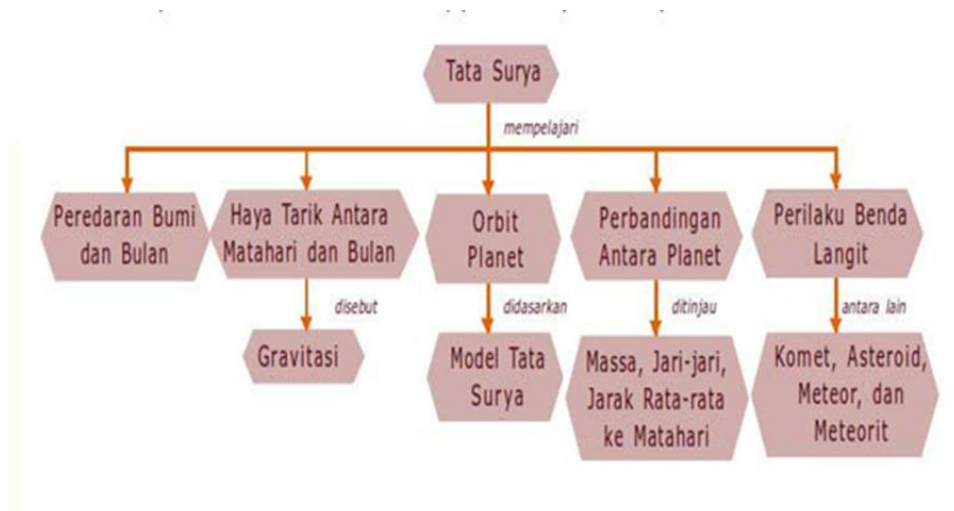 Tata Surya
mempelajari
Peredaran Bumi
dan Bulan
Haya Tarik Antara
Matahari dan Bulan
Orbit
Planet
Perbandingan
Antara Planet
Perilaku Benda
Langit
disebut
didasarkan
ditinjau
antara lain
Gravitasi
Model Tata
Surya
Massa, Jari-jari,
Jarak Rata-rata
ke Matahari
Komet, Asteroid,
Meteor, dan
Meteorit